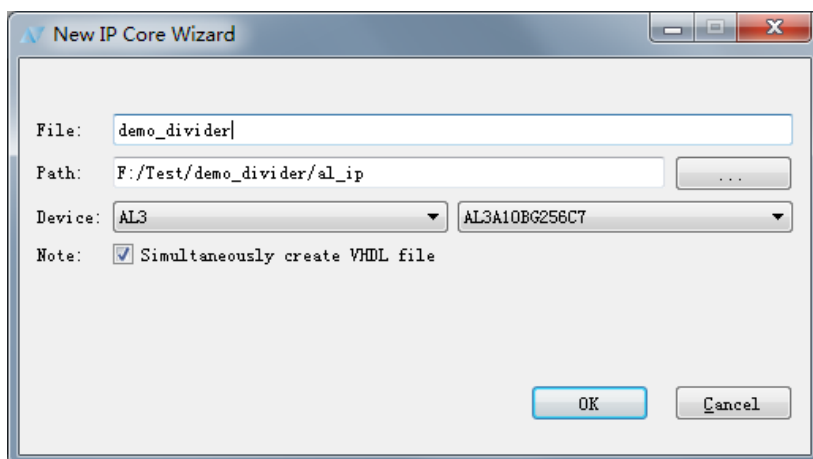 New IP Core Wizard
File: demo_divider
Path: F:/Test/demo_divider/al_ip ...
Device: AL3 AL3A10BG256C7
Note: Simultaneously create VHDL file
OK Cancel